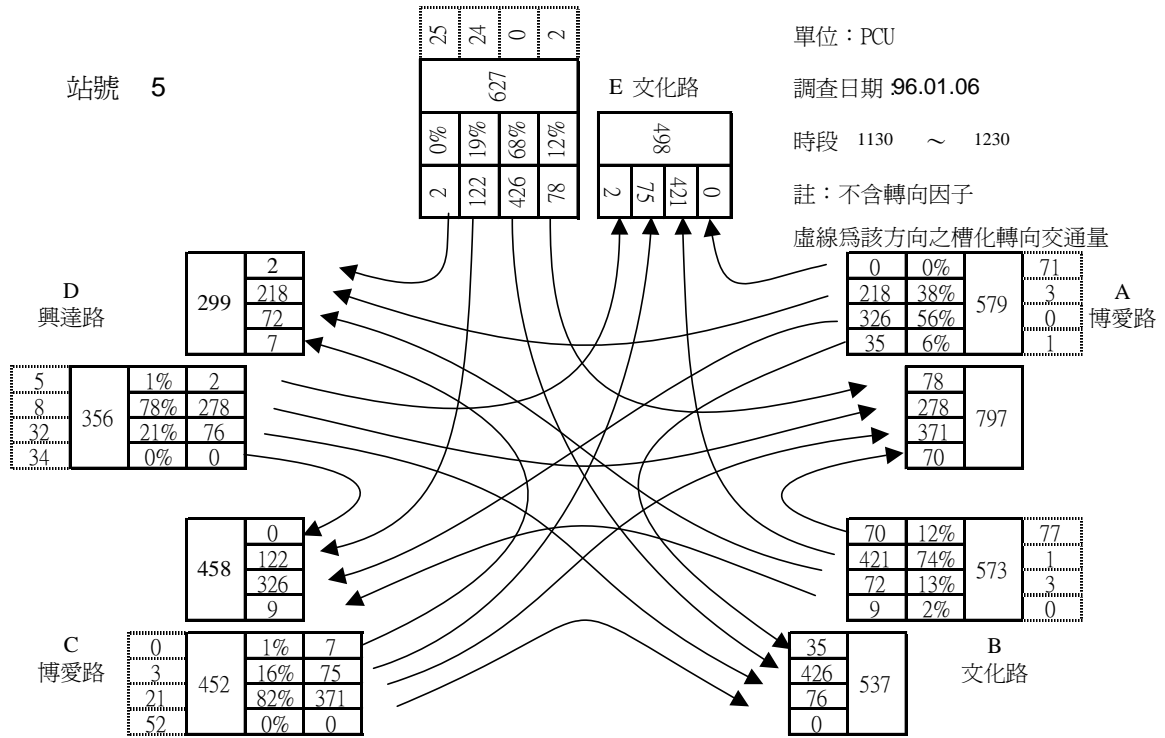 站號 5
25 24 0 2
627
0% 19% 68% 12%
2 122 426 78
E 文化路
498
2 75 421 0
單位：PCU
調查日期:96.01.06
時段 1130 ～ 1230
註：不含轉向因子
虛線為該方向之槽化轉向交通量
D
興達路
299
2
218
72
7
0 0% 71
218 38% 3
326 56% 0
35 6% 1
579
A
博愛路
5 1% 2
8 78% 278
32 21% 76
34 0% 0
356
78
278
371
70
797
458
0
122
326
9
70 12% 77
421 74% 1
72 13% 3
9 2% 0
573
C
博愛路
0 1% 7
3 16% 75
21 82% 371
52 0% 0
452
35
426
76
0
537
B
文化路